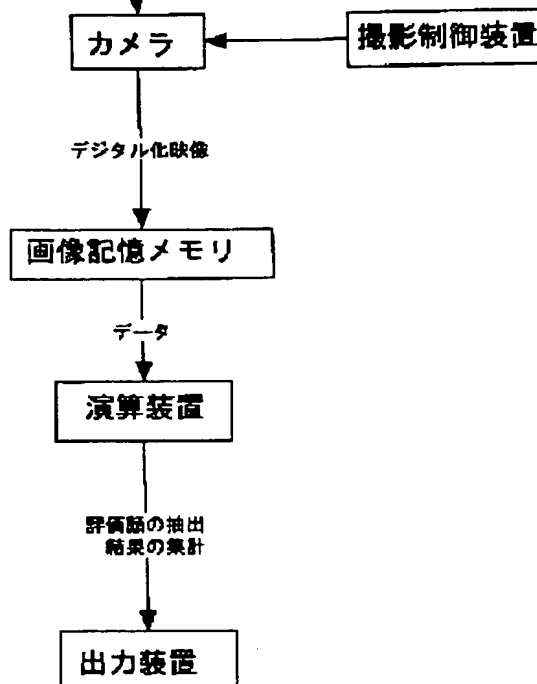 カメラ
撮影制御装置
デジタル化映像
画像記憶メモリ
データ
演算装置
評価額の抽出
結果の集計
出力装置